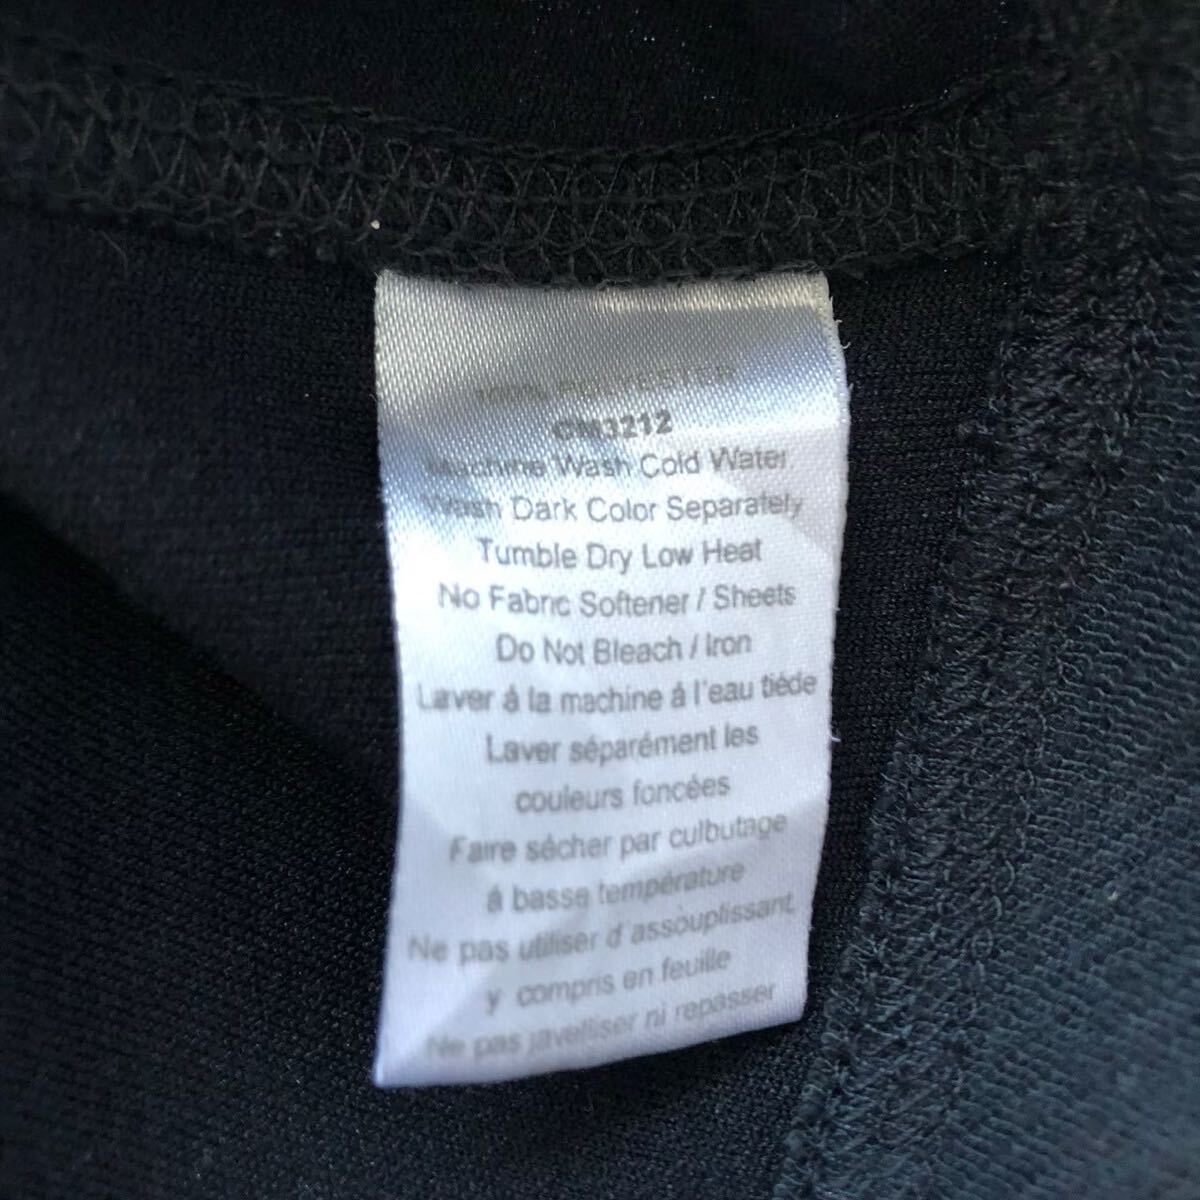 100% POLYESTER
CM3212
Machine Wash Cold Water
Wash Dark Color Separately
Tumble Dry Low Heat
No Fabric Softener / Sheets
Do Not Bleach / Iron
Laver á la machine á l'eau tiéde
Laver séparément les
couleurs foncées
Faire sécher par culbutage
á basse température
Ne pas utiliser d'assouplissant
y compris en feuille
Ne pas javelliser ni repasser